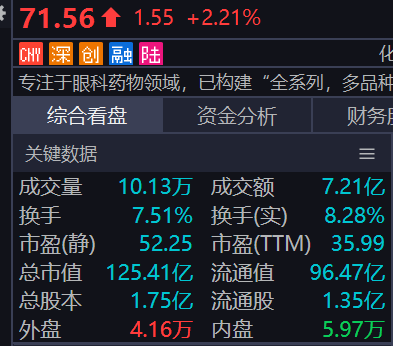 71.56 1.55 +2.21%
CNY 深 创 融 陆
专注于眼科药物领域，已构建“全系列，多品种
综合看盘 资金分析 财务
关键数据
成交量 10.13万 成交额 7.21亿
换手 7.51% 换手(实) 8.28%
市盈(静) 52.25 市盈(TTM) 35.99
总市值 125.41亿 流通值 96.47亿
总股本 1.75亿 流通股 1.35亿
外盘 4.16万 内盘 5.97万